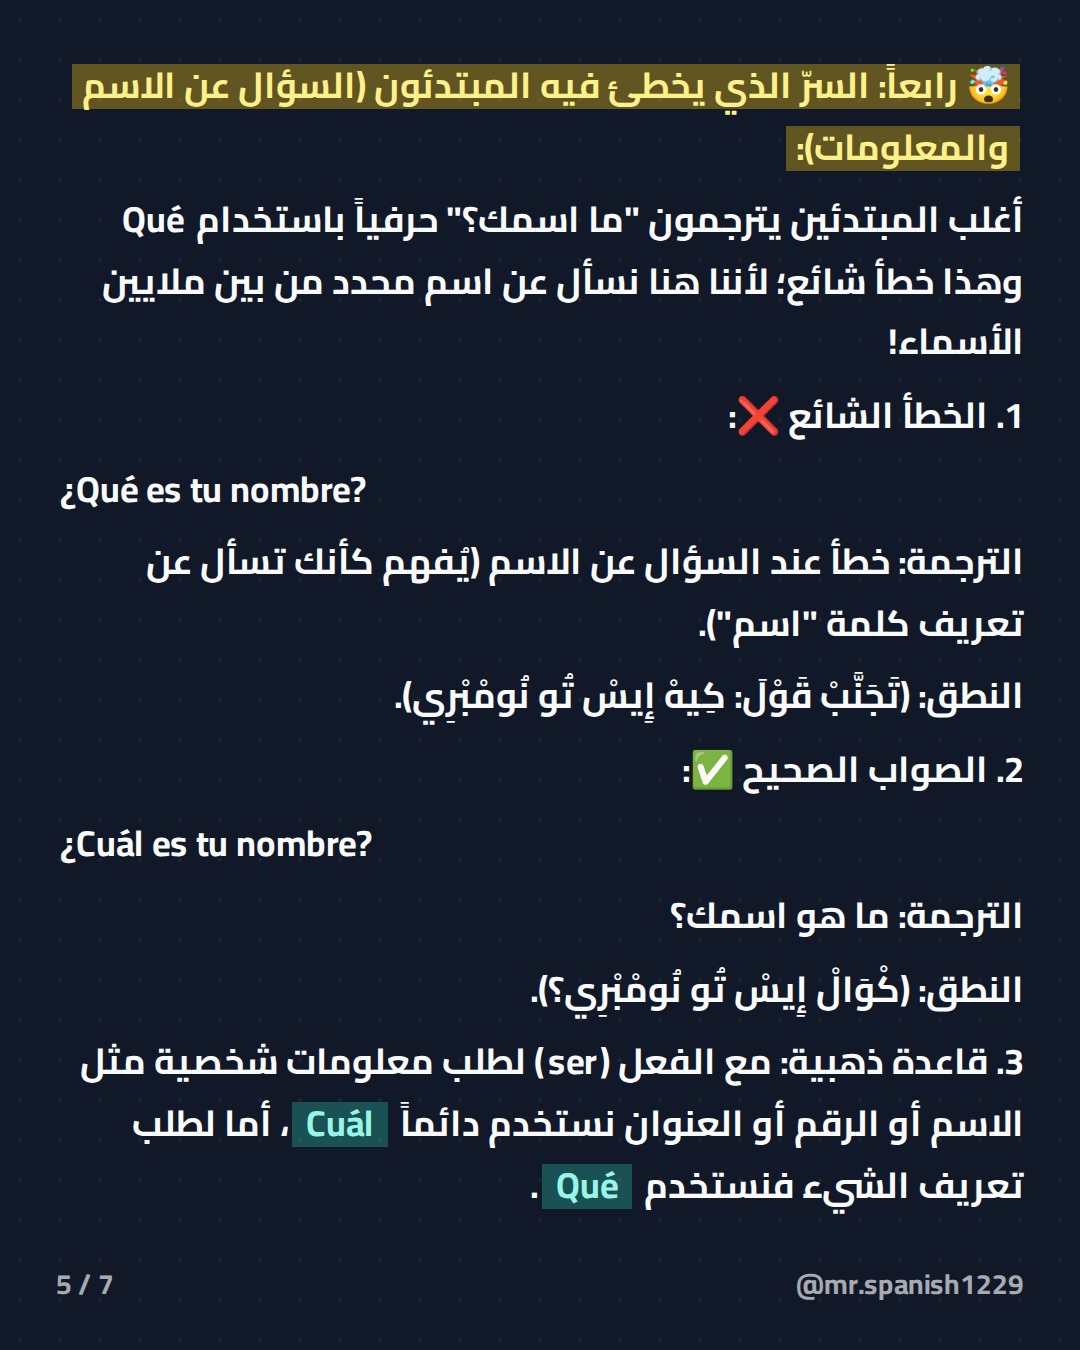 🤯 رابعاً: السرّ الذي يخطئ فيه المبتدئون (السؤال عن الاسم
والمعلومات):
أغلب المبتدئين يترجمون "ما اسمك؟" حرفياً باستخدام Qué
وهذا خطأ شائع؛ لأننا هنا نسأل عن اسم محدد من بين ملايين
الأسماء!
1. الخطأ الشائع ❌:
¿Qué es tu nombre?
الترجمة: خطأ عند السؤال عن الاسم (يُفهم كأنك تسأل عن
تعريف كلمة "اسم").
النطق: (تَجَنَّبْ قَوْلَ: كِيهْ إِيسْ تُو نُومْبْرِي).
2. الصواب الصحيح ✅:
¿Cuál es tu nombre?
الترجمة: ما هو اسمك؟
النطق: (كْوَالْ إِيسْ تُو نُومْبْرِي؟).
3. قاعدة ذهبية: مع الفعل (ser) لطلب معلومات شخصية مثل
الاسم أو الرقم أو العنوان نستخدم دائماً Cuál، أما لطلب
تعريف الشيء فنستخدم Qué.
5 / 7
@mr.spanish1229